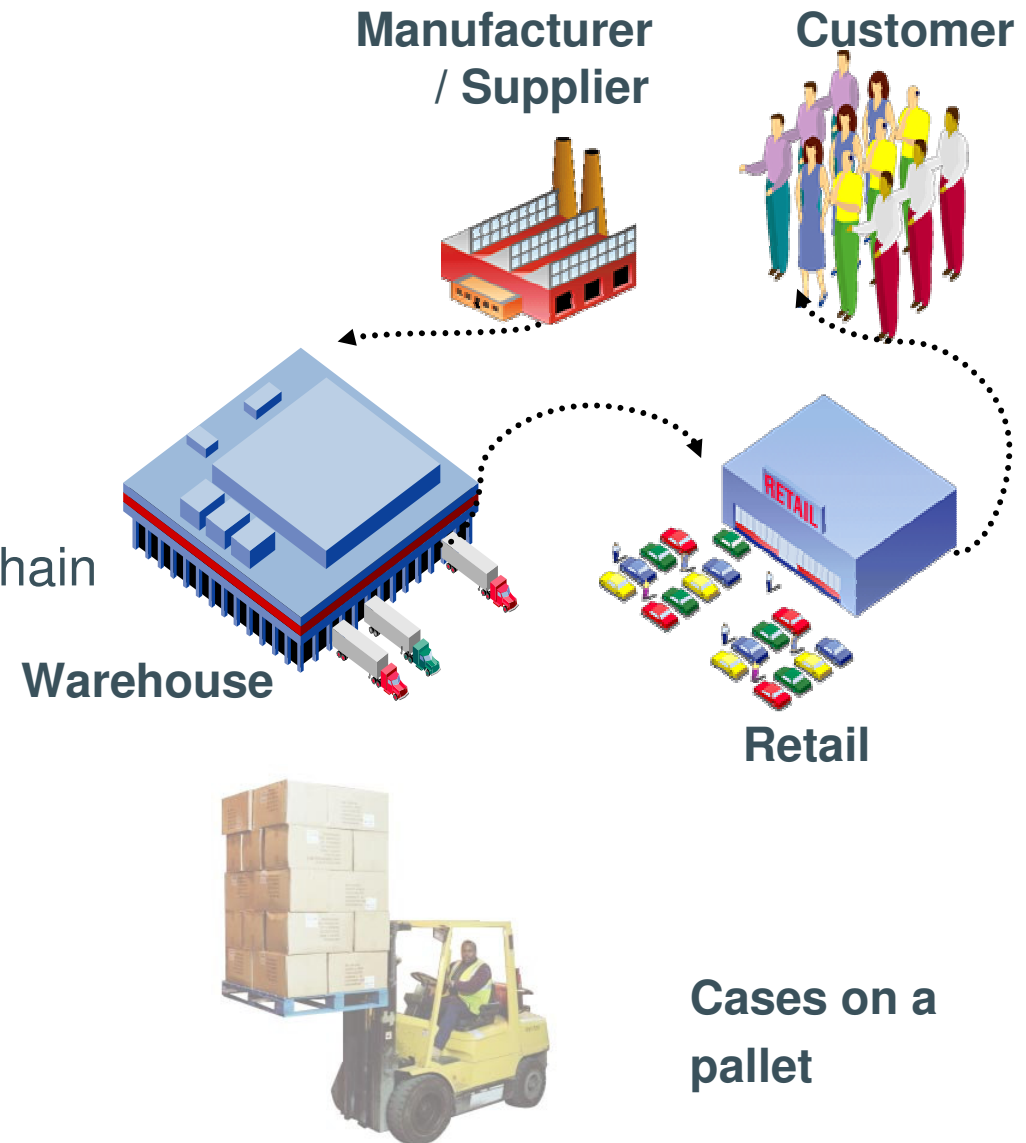 Manufacturer
/ Supplier
Customer
RETAIL
hain
Warehouse
Retail
Cases on a
pallet